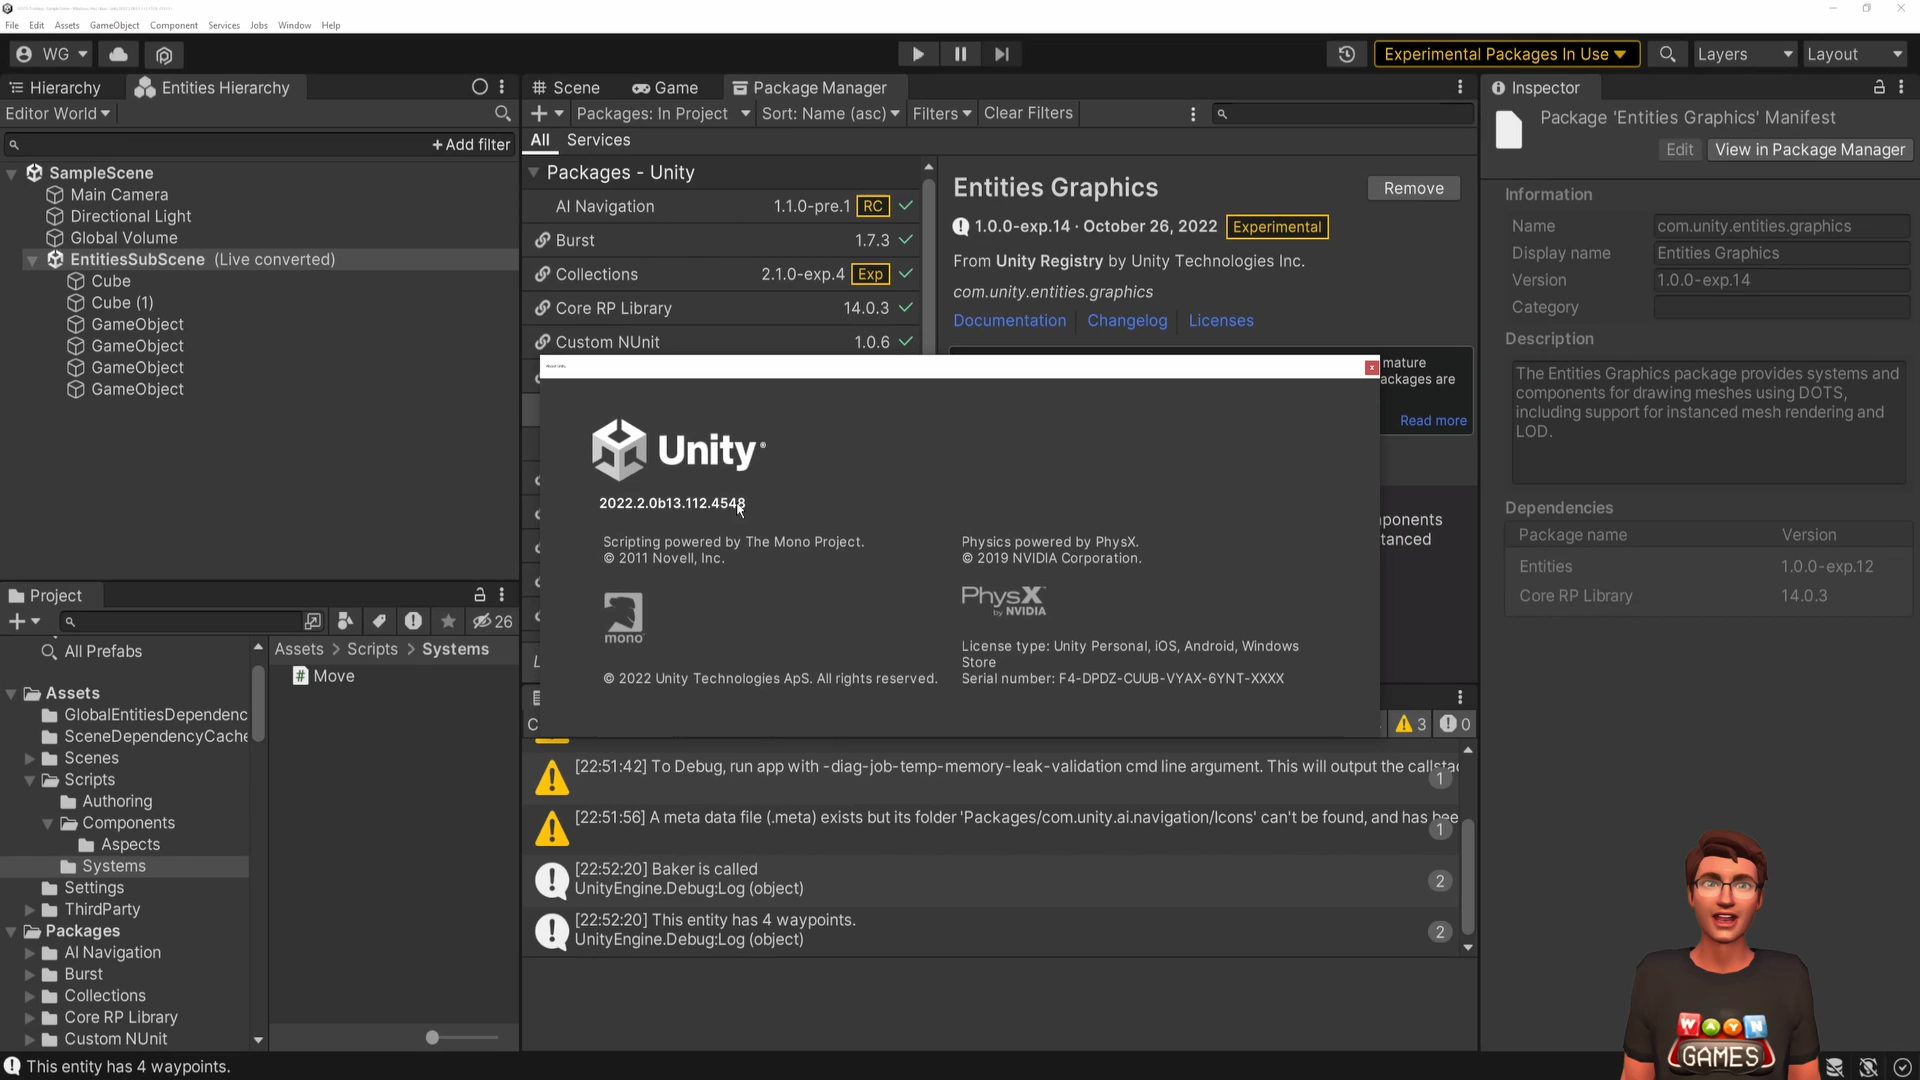 File Edit Assets GameObject Component Services Jobs Window Help
WG
Experimental Packages In Use
Layers
Layout
Hierarchy
Entities Hierarchy
Editor World
+ Add filter
SampleScene
Main Camera
Directional Light
Global Volume
EntitiesSubScene (Live converted)
Cube
Cube (1)
GameObject
GameObject
GameObject
GameObject
Scene
Game
Package Manager
Packages: In Project
Sort: Name (asc)
Filters
Clear Filters
All
Services
Packages - Unity
AI Navigation 1.1.0-pre.1 RC
Burst 1.7.3
Collections 2.1.0-exp.4 Exp
Core RP Library 14.0.3
Custom NUnit 1.0.6
Entities Graphics
Remove
1.0.0-exp.14 · October 26, 2022 Experimental
From Unity Registry by Unity Technologies Inc.
com.unity.entities.graphics
Documentation
Changelog
Licenses
mature
ackages are
Read more
ponents
tanced
Inspector
Package 'Entities Graphics' Manifest
Edit
View in Package Manager
Information
Name com.unity.entities.graphics
Display name Entities Graphics
Version 1.0.0-exp.14
Category
Description
The Entities Graphics package provides systems and
components for drawing meshes using DOTS,
including support for instanced mesh rendering and
LOD.
Dependencies
Package name Version
Entities 1.0.0-exp.12
Core RP Library 14.0.3
About Unity
x
Unity
2022.2.0b13.112.4548
Scripting powered by The Mono Project.
© 2011 Novell, Inc.
mono
© 2022 Unity Technologies ApS. All rights reserved.
Physics powered by PhysX.
© 2019 NVIDIA Corporation.
PhysX
by NVIDIA
License type: Unity Personal, iOS, Android, Windows
Store
Serial number: F4-DPDZ-CUUB-VYAX-6YNT-XXXX
Project
26
All Prefabs
Assets
GlobalEntitiesDependenc
SceneDependencyCache
Scenes
Scripts
Authoring
Components
Aspects
Systems
Settings
ThirdParty
Packages
AI Navigation
Burst
Collections
Core RP Library
Custom NUnit
Assets > Scripts > Systems
Move
C
3
0
[22:51:42] To Debug, run app with -diag-job-temp-memory-leak-validation cmd line argument. This will output the callstac
1
[22:51:56] A meta data file (.meta) exists but its folder 'Packages/com.unity.ai.navigation/Icons' can't be found, and has bee
1
[22:52:20] Baker is called
UnityEngine.Debug:Log (object)
2
[22:52:20] This entity has 4 waypoints.
UnityEngine.Debug:Log (object)
2
This entity has 4 waypoints.
WAYN
GAMES